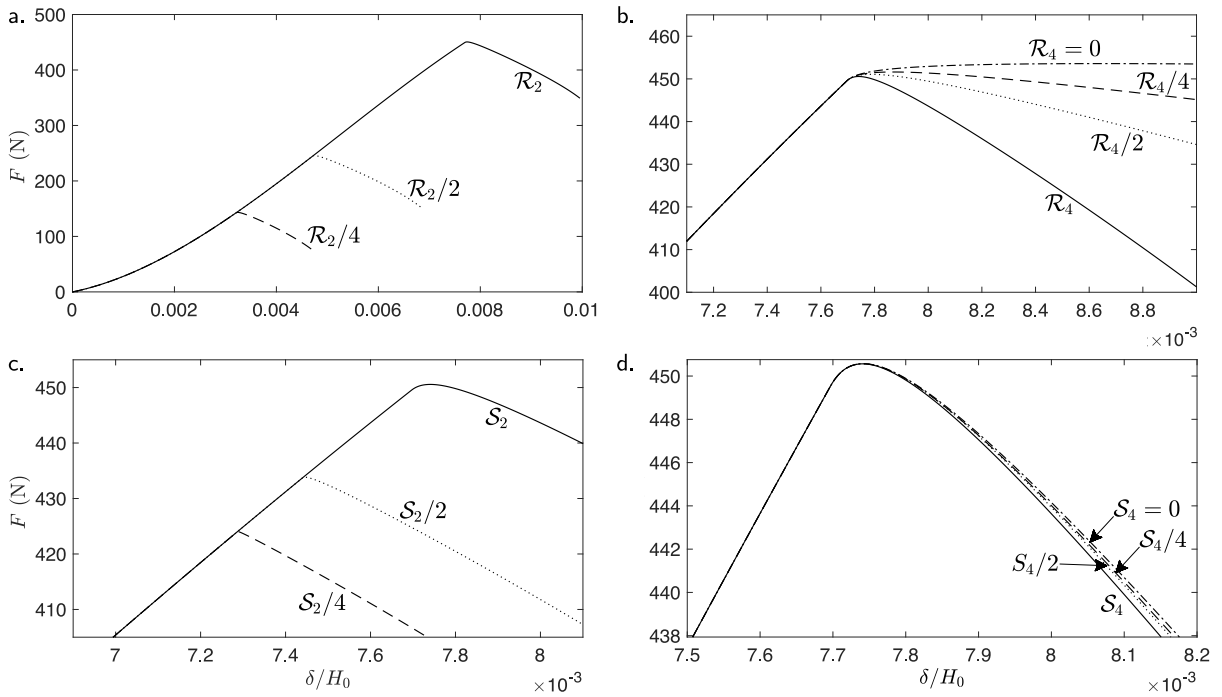 a.
500
400
300
200
100
0
F (N)
0 0.002 0.004 0.006 0.008 0.01
R₂
R₂/2
R₂/4
b.
460
450
440
430
420
410
400
7.2 7.4 7.6 7.8 8 8.2 8.4 8.6 8.8
×10⁻³
R₄ = 0
R₄/4
R₄/2
R₄
c.
450
440
430
420
410
F (N)
7 7.2 7.4 7.6 7.8 8
δ/H₀
×10⁻³
S₂
S₂/2
S₂/4
d.
450
448
446
444
442
440
438
7.5 7.6 7.7 7.8 7.9 8 8.1 8.2
δ/H₀
×10⁻³
S₄ = 0
S₄/4
S₄/2
S₄